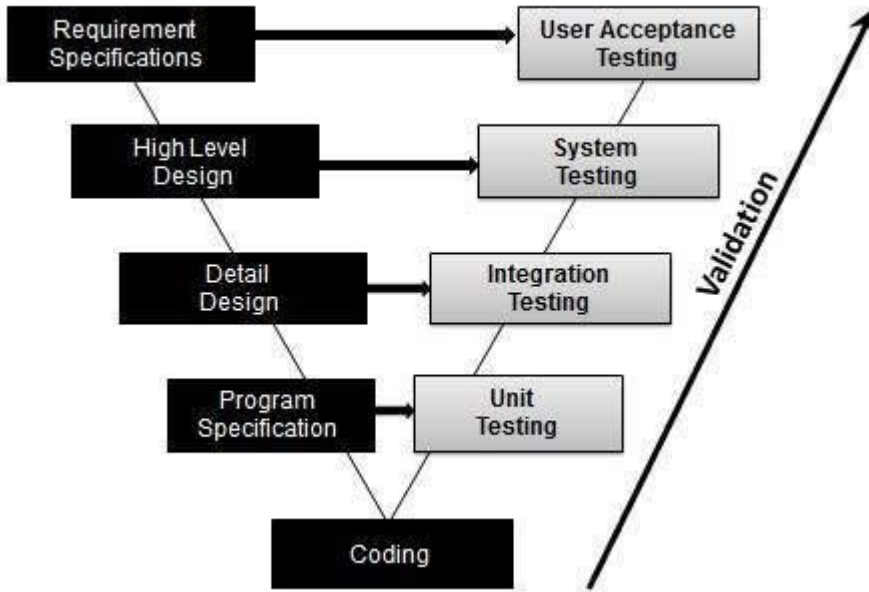 Requirement
Specifications
User Acceptance
Testing
High Level
Design
System
Testing
Detail
Design
Integration
Testing
Program
Specification
Unit
Testing
Coding
Validation